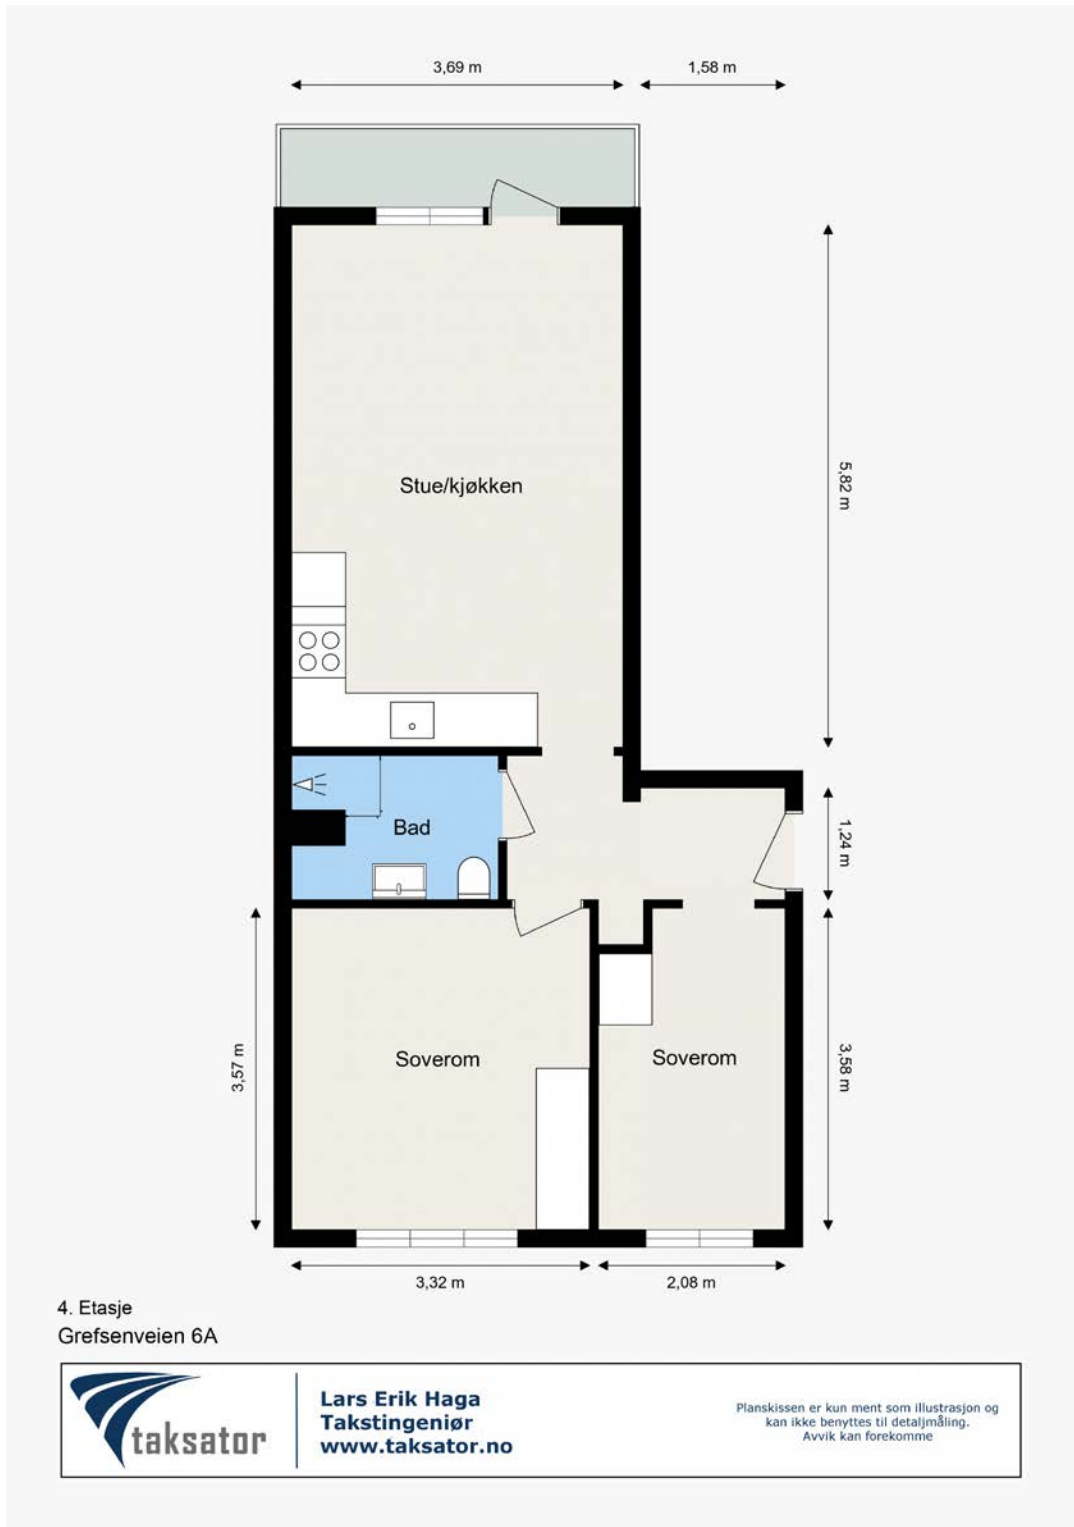 3,69 m
1,58 m
5,82 m
Stue/kjøkken
Bad
1,24 m
3,57 m
Soverom
Soverom
3,58 m
3,32 m
2,08 m
4. Etasje
Grefsenveien 6A
taksator
Lars Erik Haga
Takstingeniør
www.taksator.no
Planskissen er kun ment som illustrasjon og
kan ikke benyttes til detaljmåling.
Avvik kan forekomme